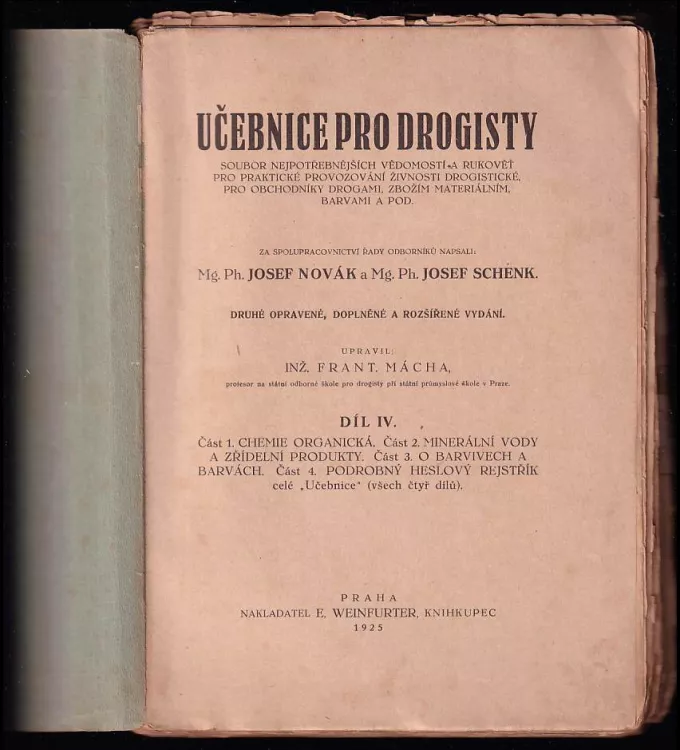 UČEBNICE PRO DROGISTY
SOUBOR NEJPOTŘEBNĚJŠÍCH VĚDOMOSTÍ A RUKOVĚŤ
PRO PRAKTICKÉ PROVOZOVÁNÍ ŽIVNOSTI DROGISTICKÉ,
PRO OBCHODNÍKY DROGAMI, ZBOŽÍM MATERIÁLNÍM,
BARVAMI A POD.
ZA SPOLUPRACOVNICTVÍ ŘADY ODBORNÍKŮ NAPSALI:
Mg. Ph. JOSEF NOVÁK a Mg. Ph. JOSEF SCHENK.
DRUHÉ OPRAVENÉ, DOPLNĚNÉ A ROZŠÍŘENÉ VYDÁNÍ.
UPRAVIL:
INŽ. FRANT. MÁCHA,
profesor na státní odborné škole pro drogisty při státní průmyslové škole v Praze.
DÍL IV.
Část 1. CHEMIE ORGANICKÁ. Část 2. MINERÁLNÍ VODY
A ZŘÍDELNÍ PRODUKTY. Část 3. O BARVIVECH A
BARVÁCH. Část 4. PODROBNÝ HESLOVÝ REJSTŘÍK
celé „Učebnice" (všech čtyř dílů).
PRAHA
NAKLADATEL E. WEINFURTER, KNIHKUPEC
1925